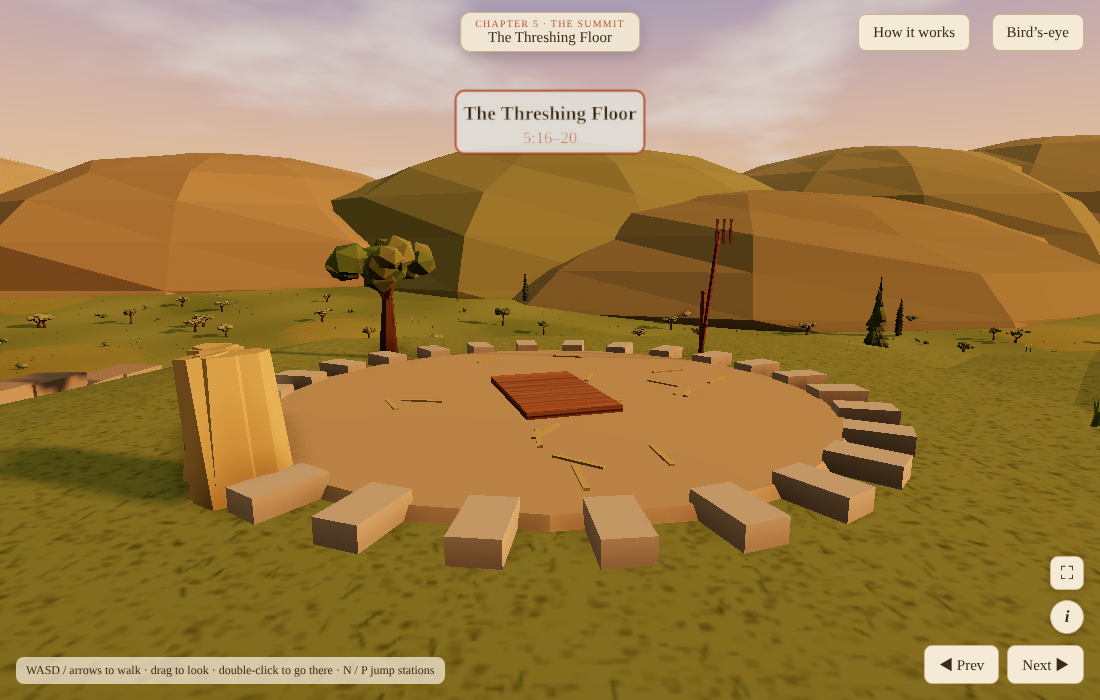 CHAPTER 5 · THE SUMMIT
The Threshing Floor
How it works
Bird’s-eye
The Threshing Floor
5:16–20
i
WASD / arrows to walk · drag to look · double-click to go there · N / P jump stations
◀ Prev
Next ▶